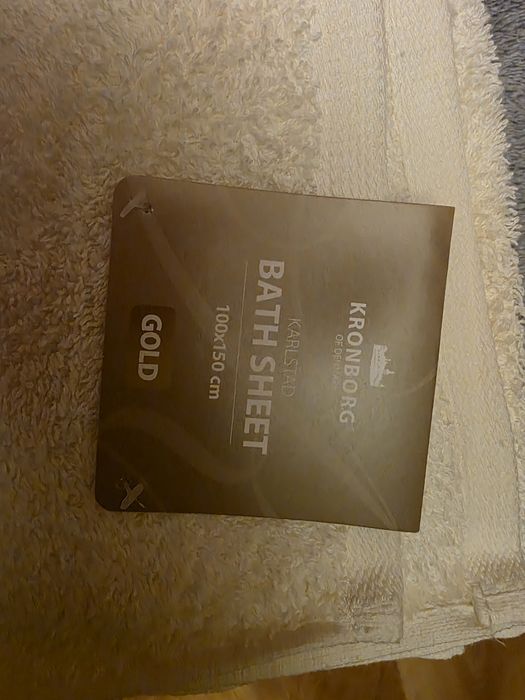 KRONBORG
OF DENMARK
KARLSTAD
BATH SHEET
100x150 cm
GOLD